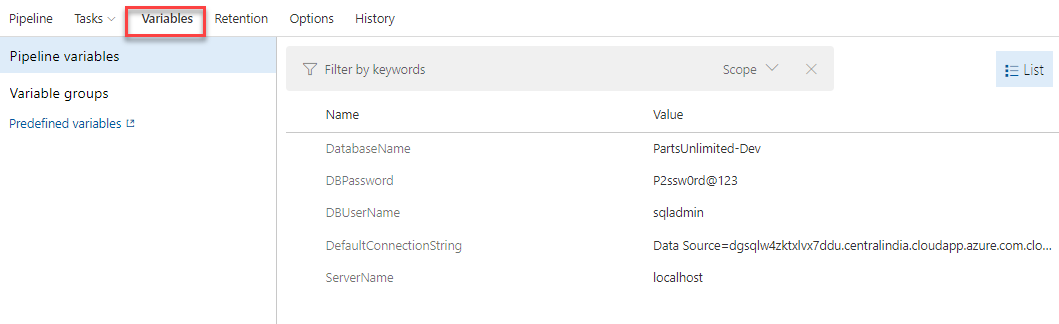 Pipeline Tasks Variables Retention Options History
Pipeline variables
Variable groups
Predefined variables
Filter by keywords Scope List
Name Value
DatabaseName PartsUnlimited-Dev
DBPassword P2ssw0rd@123
DBUserName sqladmin
DefaultConnectionString Data Source=dgsqlw4zktxlvx7ddu.centralindia.cloudapp.azure.com.clo...
ServerName localhost